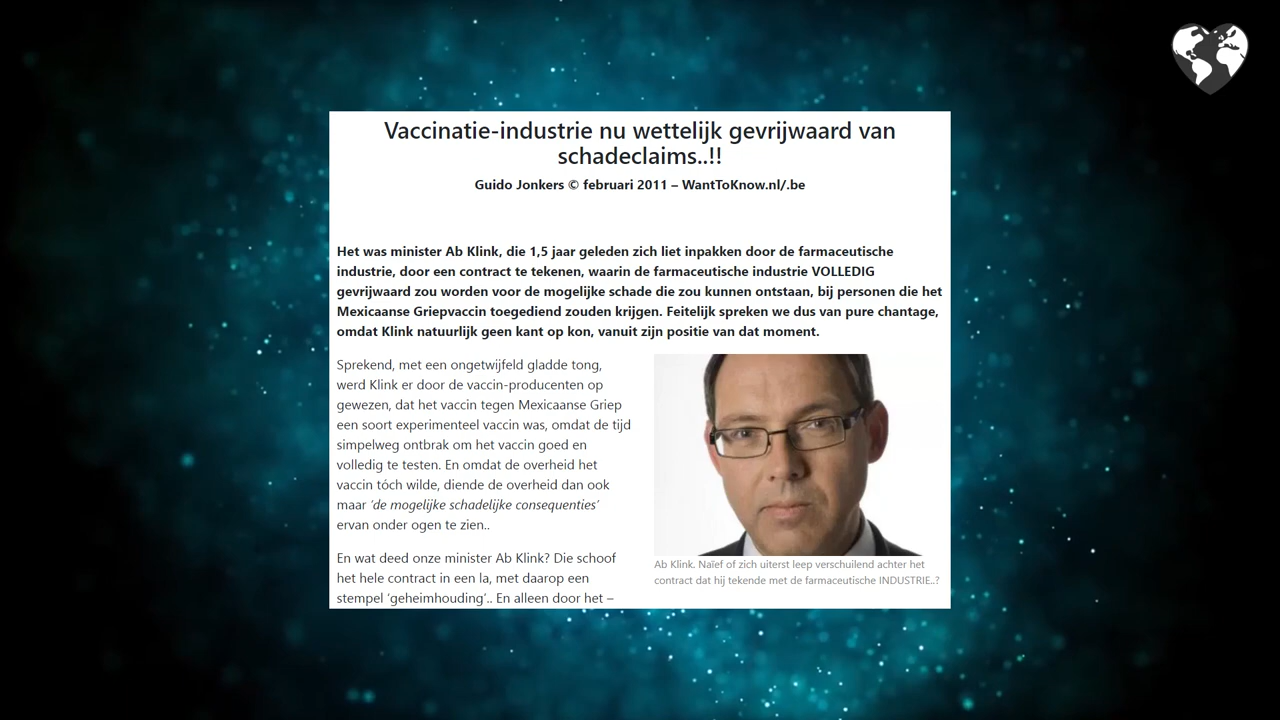 Vaccinatie-industrie nu wettelijk gevrijwaard van
schadeclaims..!!
Guido Jonkers © februari 2011 – WantToKnow.nl/.be
Het was minister Ab Klink, die 1,5 jaar geleden zich liet inpakken door de farmaceutische
industrie, door een contract te tekenen, waarin de farmaceutische industrie VOLLEDIG
gevrijwaard zou worden voor de mogelijke schade die zou kunnen ontstaan, bij personen die het
Mexicaanse Griepvaccin toegediend zouden krijgen. Feitelijk spreken we dus van pure chantage,
omdat Klink natuurlijk geen kant op kon, vanuit zijn positie van dat moment.
Sprekend, met een ongetwijfeld gladde tong,
werd Klink er door de vaccin-producenten op
gewezen, dat het vaccin tegen Mexicaanse Griep
een soort experimenteel vaccin was, omdat de tijd
simpelweg ontbrak om het vaccin goed en
volledig te testen. En omdat de overheid het
vaccin tóch wilde, diende de overheid dan ook
maar ‘de mogelijke schadelijke consequenties’
ervan onder ogen te zien..
En wat deed onze minister Ab Klink? Die schoof
het hele contract in een la, met daarop een
stempel ‘geheimhouding’.. En alleen door het –
Ab Klink. Naïef of zich uiterst leep verschuilend achter het
contract dat hij tekende met de farmaceutische INDUSTRIE..?